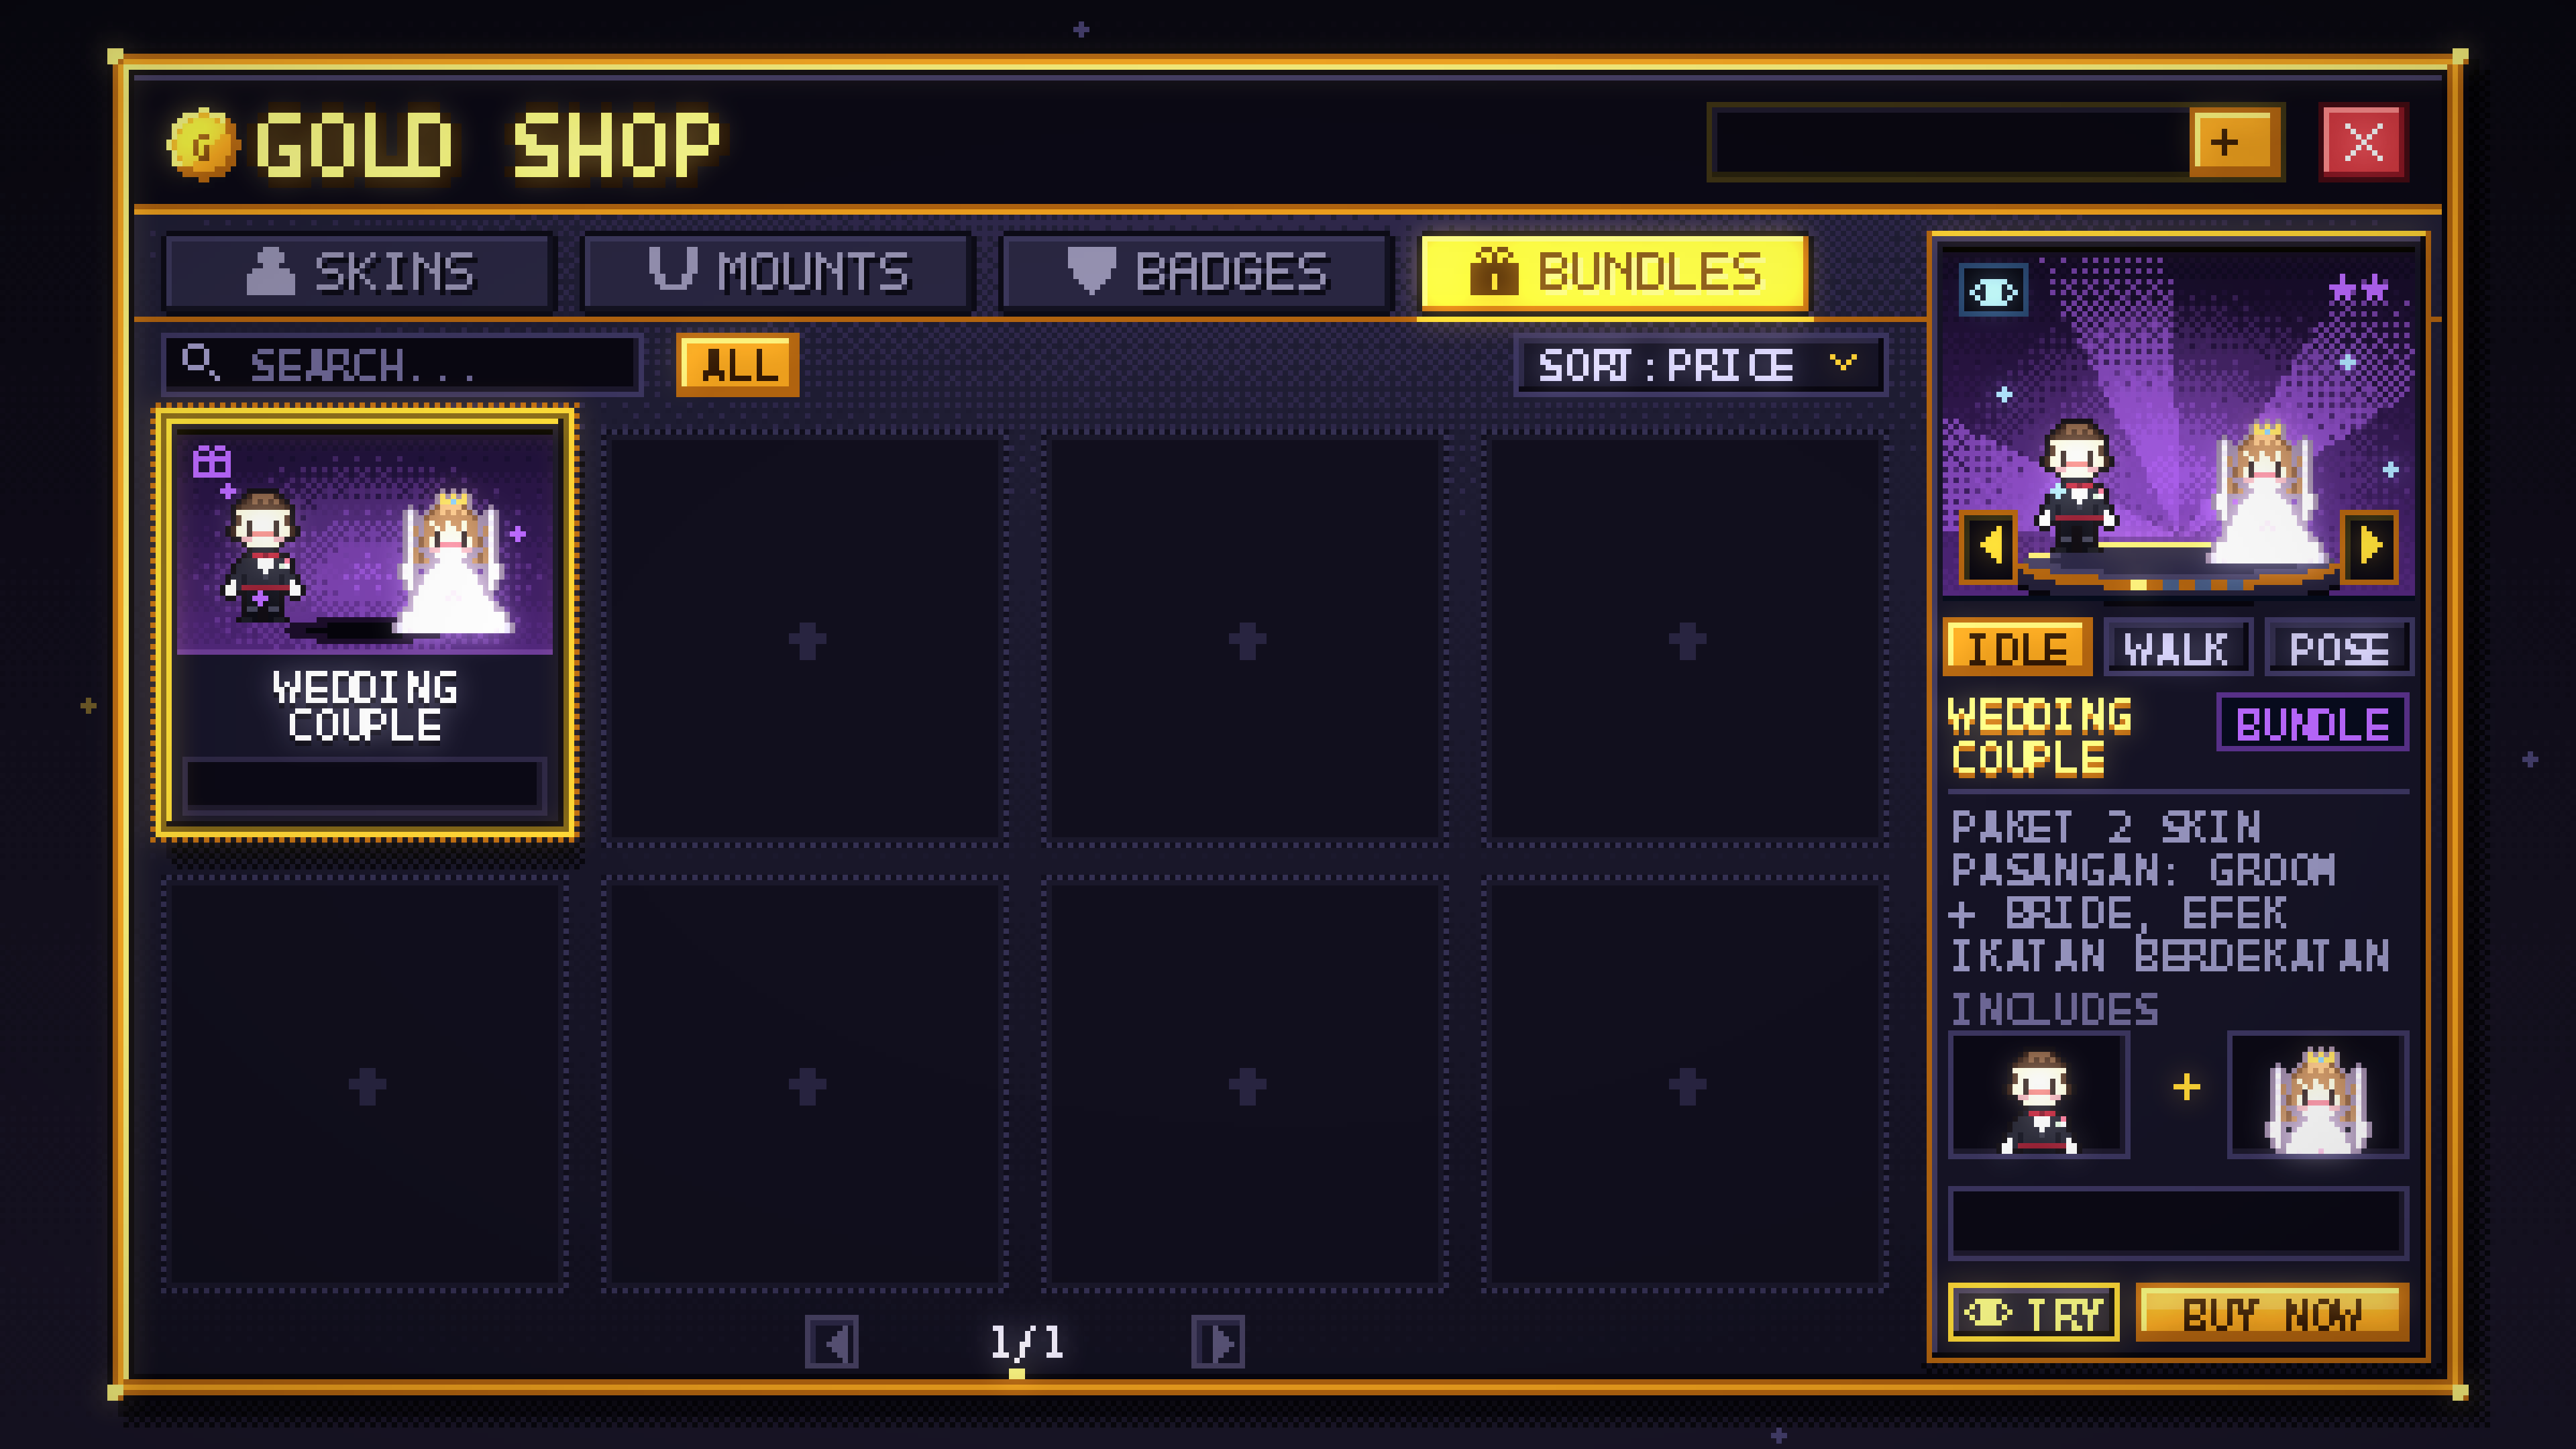 GOLD SHOP
+
SKINS
MOUNTS
BADGES
BUNDLES
SEARCH...
ALL
SORT:PRICE
WEDDING
COUPLE
1/1
IDLE
WALK
POSE
WEDDING
COUPLE
BUNDLE
PAKET 2 SKIN
PASANGAN: GROOM
+ BRIDE, EFEK
IKATAN BERDEKATAN
INCLUDES
+
TRY
BUY NOW